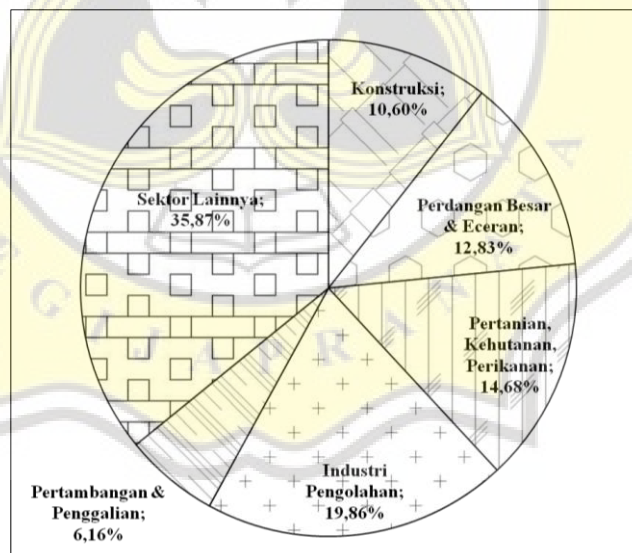 Konstruksi;
10,60%
Perdangan Besar
& Eceran;
12,83%
Pertanian,
Kehutanan,
Perikanan;
14,68%
Industri
Pengolahan;
19,86%
Pertambangan &
Penggalian;
6,16%
Sektor Lainnya;
35,87%